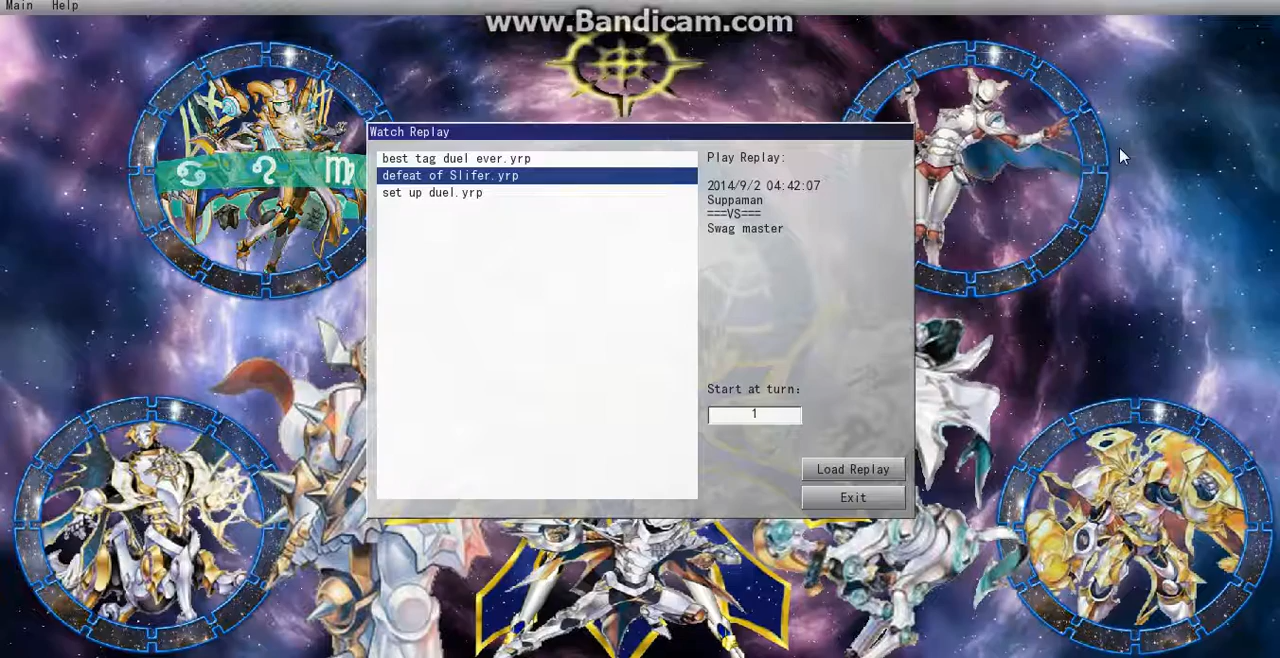 Main Help
www.Bandicam.com
Watch Replay
best tag duel ever.yrp
defeat of Slifer.yrp
set up duel.yrp
Play Replay:
2014/9/2 04:42:07
Suppaman
===VS===
Swag master
Start at turn:
1
Load Replay
Exit